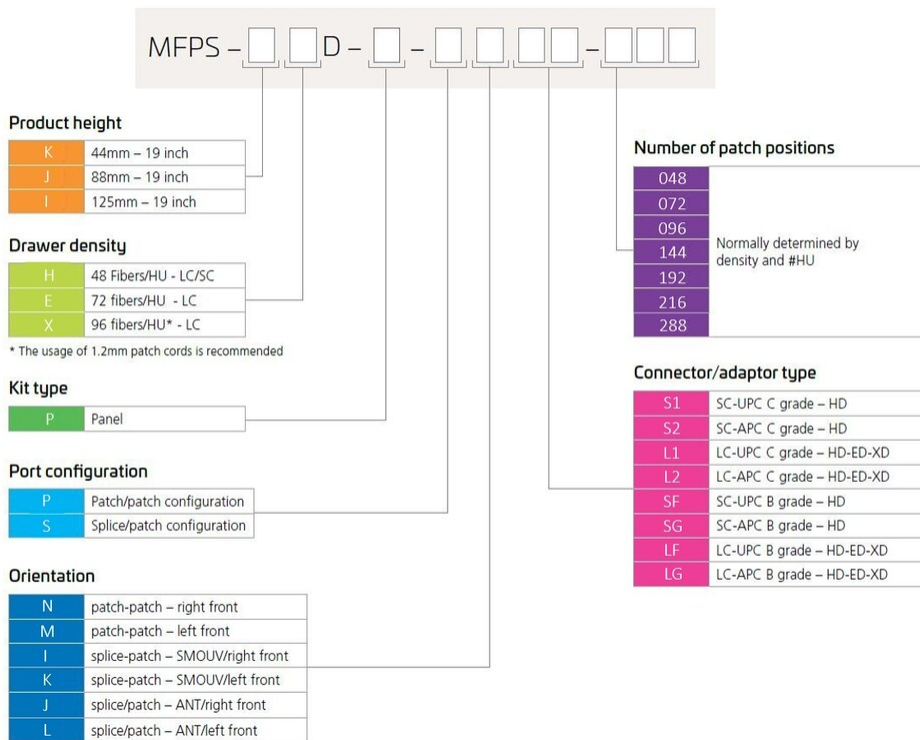 MFPS – D – – –
Product height
K 44mm – 19 inch
J 88mm – 19 inch
I 125mm – 19 inch
Drawer density
H 48 Fibers/HU - LC/SC
E 72 fibers/HU - LC
X 96 fibers/HU* - LC
* The usage of 1.2mm patch cords is recommended
Kit type
P Panel
Port configuration
P Patch/patch configuration
S Splice/patch configuration
Orientation
N patch-patch – right front
M patch-patch – left front
I splice-patch – SMOUV/right front
K splice-patch – SMOUV/left front
J splice/patch – ANT/right front
L splice/patch – ANT/left front
Number of patch positions
048
072
096
144
192
216
288
Normally determined by
density and #HU
Connector/adaptor type
S1 SC-UPC C grade – HD
S2 SC-APC C grade – HD
L1 LC-UPC C grade – HD-ED-XD
L2 LC-APC C grade – HD-ED-XD
SF SC-UPC B grade – HD
SG SC-APC B grade – HD
LF LC-UPC B grade – HD-ED-XD
LG LC-APC B grade – HD-ED-XD